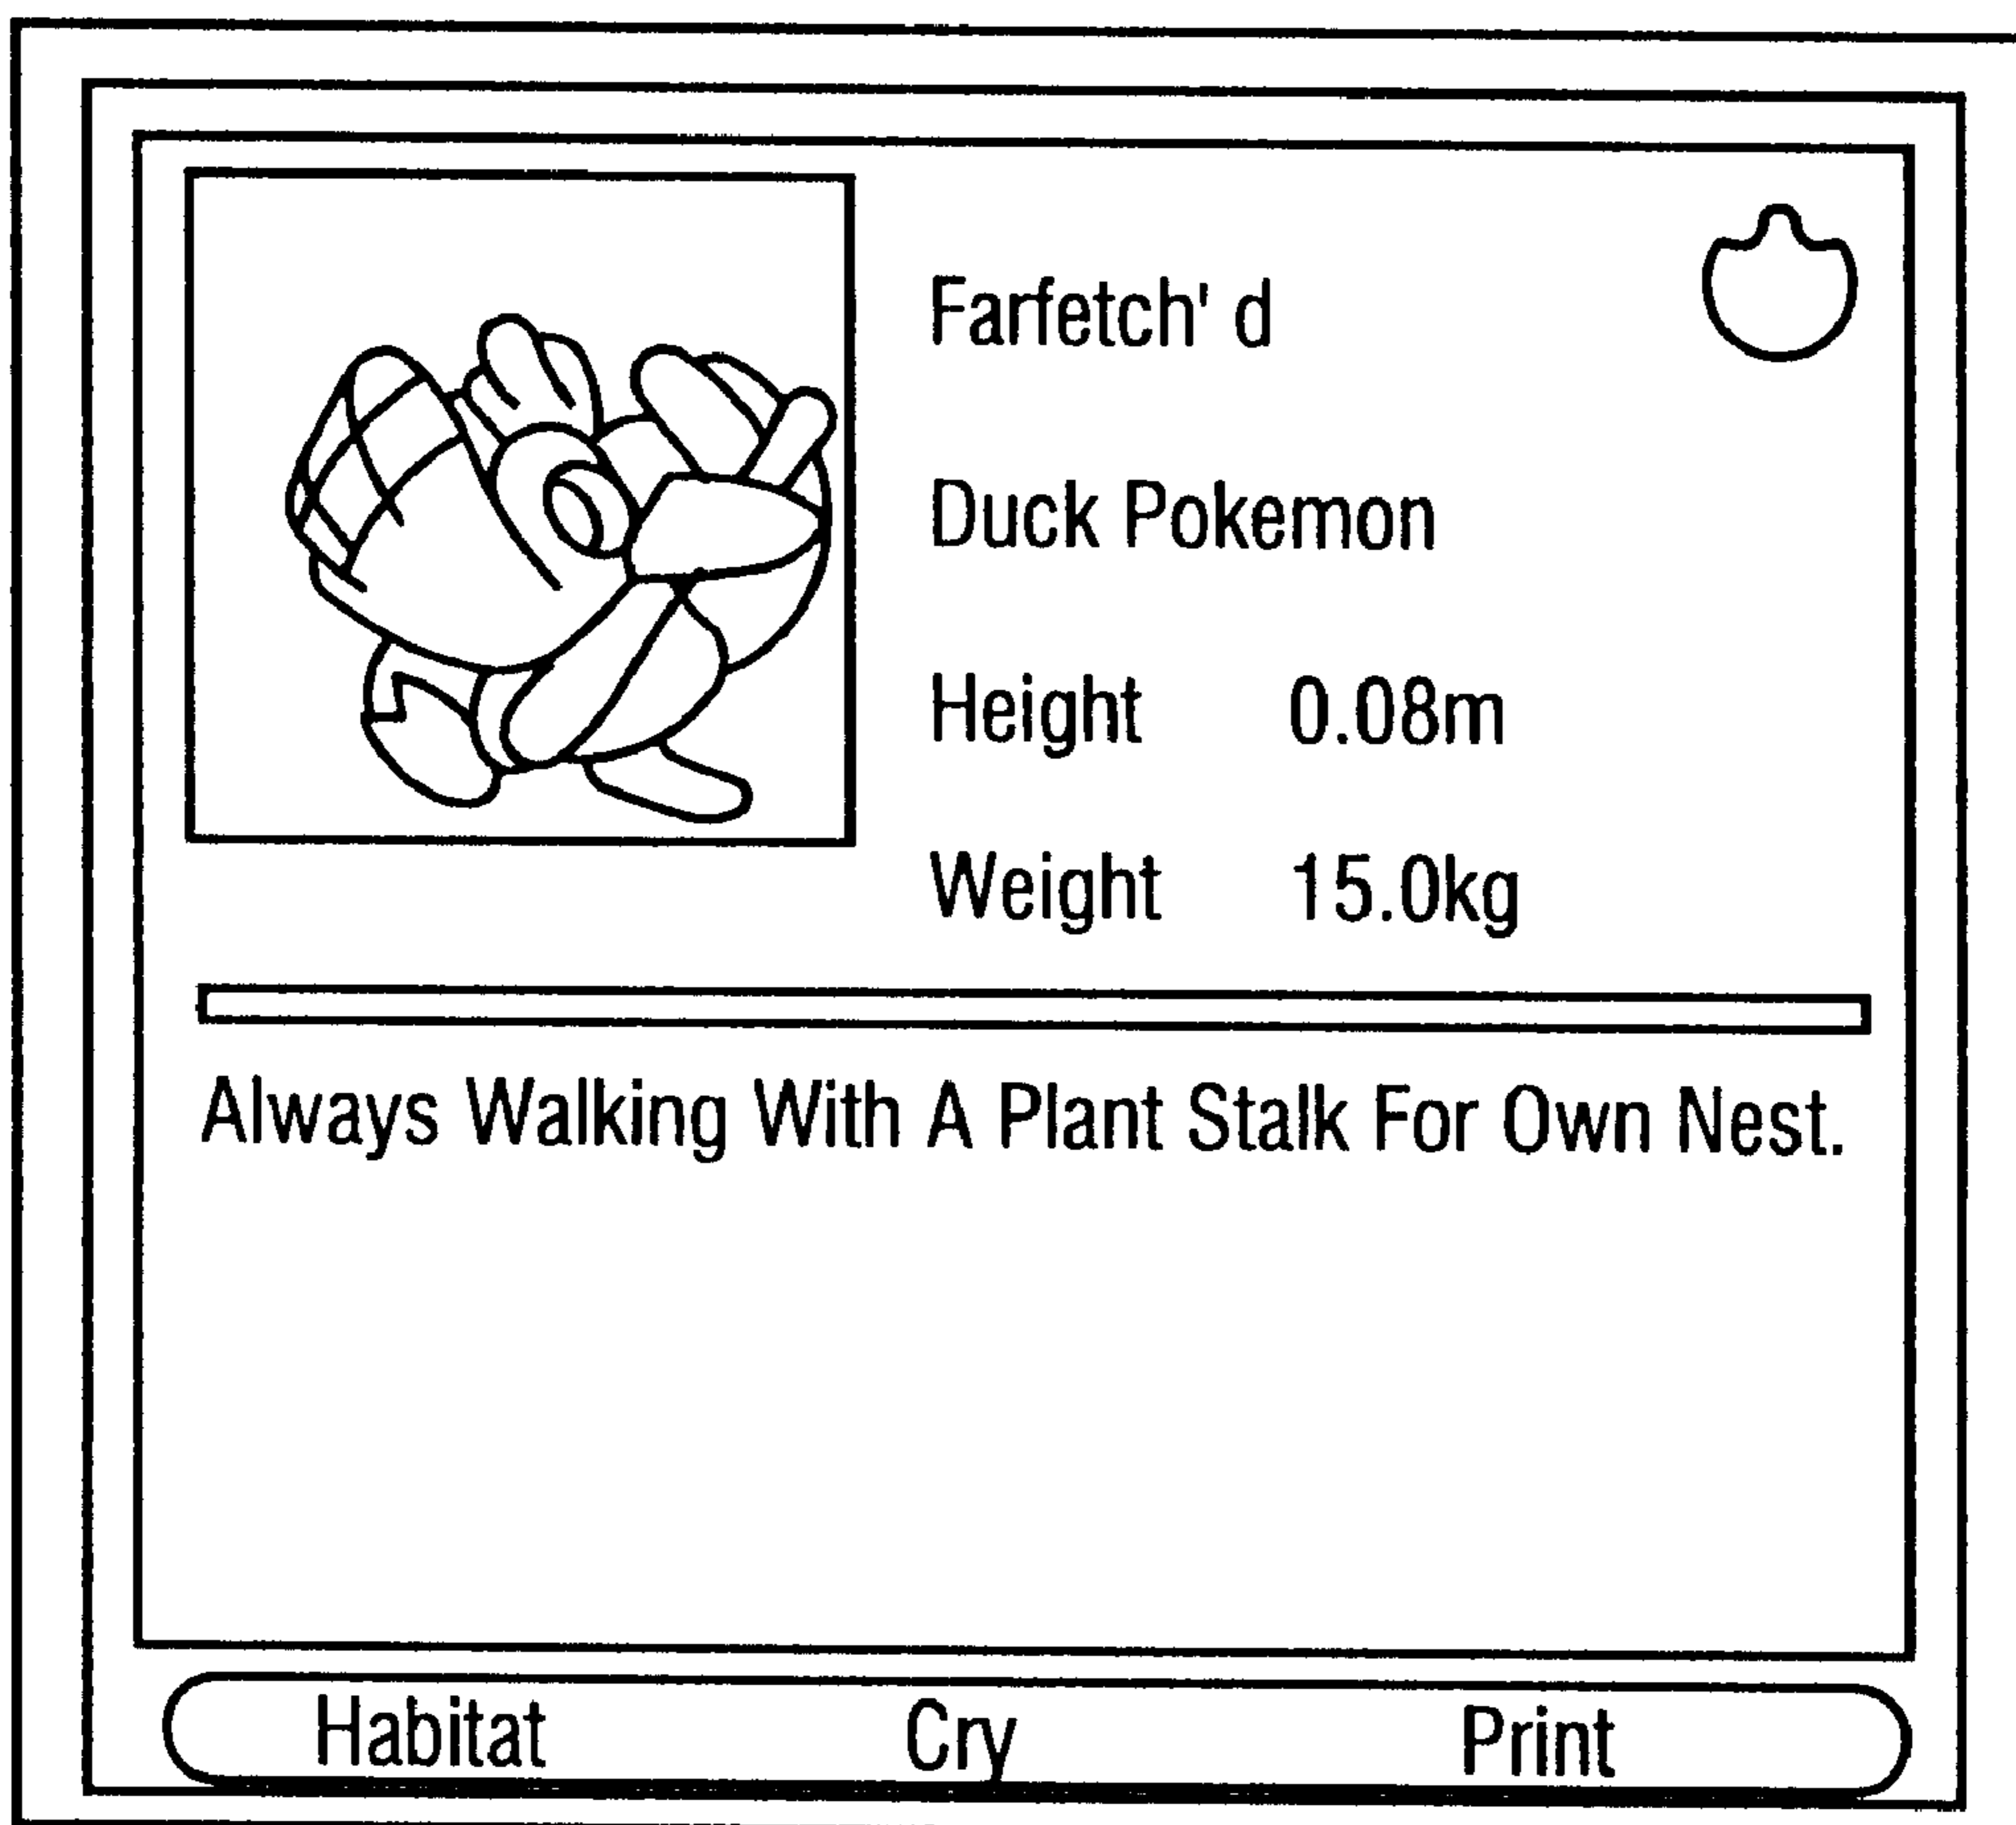 Farfetch' d
Duck Pokemon
Height 0.08m
Weight 15.0kg
Always Walking With A Plant Stalk For Own Nest.
Habitat Cry Print